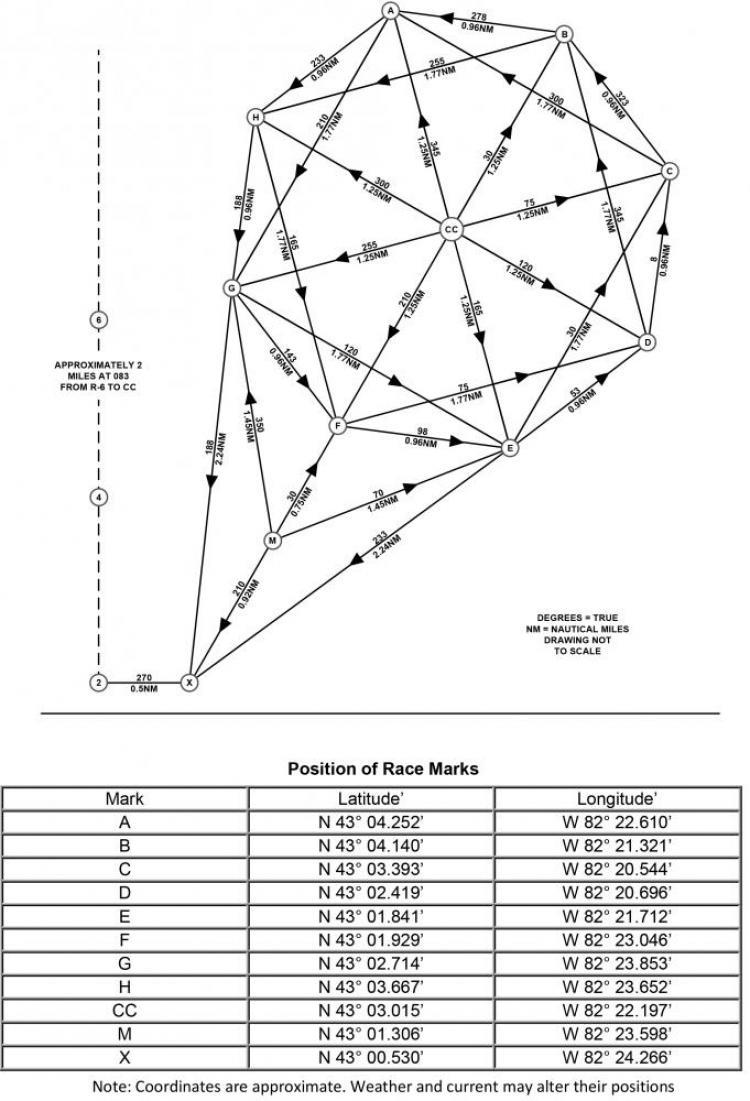 A
278
0.96NM
B
233
0.96NM
255
1.77NM
323
0.96NM
300
1.77NM
H
210
1.77NM
345
1.25NM
30
1.25NM
C
300
1.25NM
188
0.96NM
75
1.25NM
345
1.77NM
165
1.77NM
CC
255
1.25NM
8
0.96NM
120
1.25NM
G
210
1.25NM
165
1.25NM
6
30
1.77NM
D
APPROXIMATELY 2
MILES AT 083
FROM R-6 TO CC
143
0.96NM
120
1.77NM
75
1.77NM
53
0.96NM
350
1.45NM
F
98
0.96NM
E
188
2.24NM
4
30
0.75NM
70
1.45NM
M
233
2.24NM
210
0.92NM
DEGREES = TRUE
NM = NAUTICAL MILES
DRAWING NOT
TO SCALE
2
270
0.5NM
X
Position of Race Marks
Mark Latitude' Longitude'
A N 43° 04.252' W 82° 22.610'
B N 43° 04.140' W 82° 21.321'
C N 43° 03.393' W 82° 20.544'
D N 43° 02.419' W 82° 20.696'
E N 43° 01.841' W 82° 21.712'
F N 43° 01.929' W 82° 23.046'
G N 43° 02.714' W 82° 23.853'
H N 43° 03.667' W 82° 23.652'
CC N 43° 03.015' W 82° 22.197'
M N 43° 01.306' W 82° 23.598'
X N 43° 00.530' W 82° 24.266'
Note: Coordinates are approximate. Weather and current may alter their positions